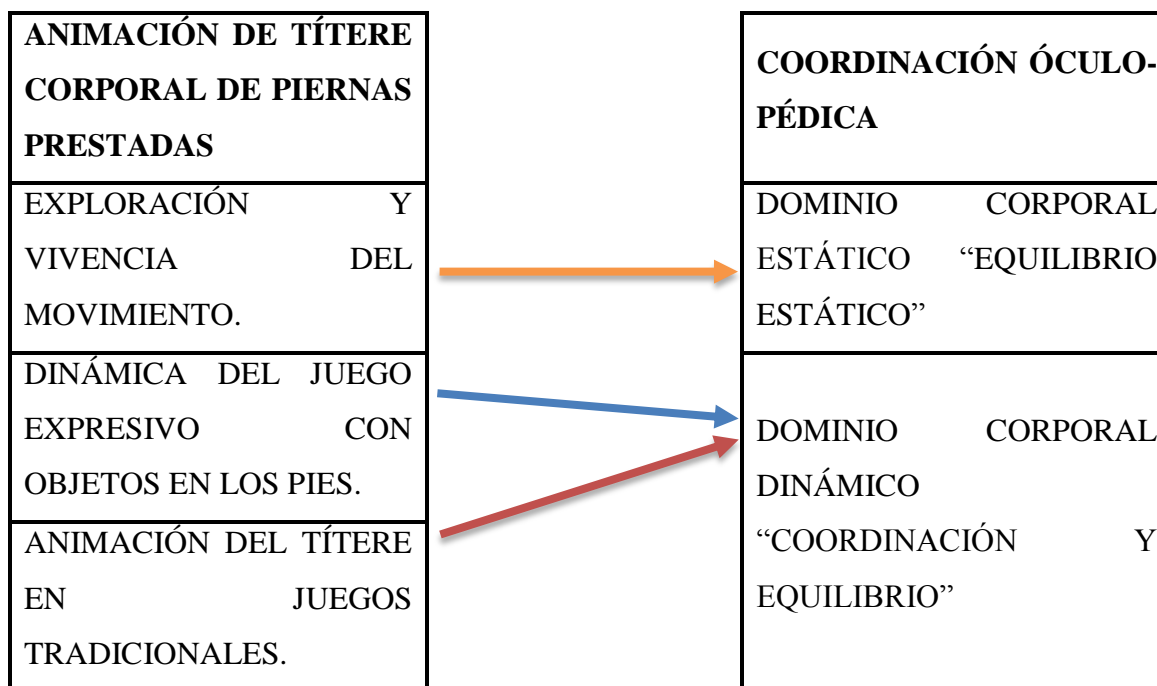 ANIMACIÓN DE TÍTERE
CORPORAL DE PIERNAS
PRESTADAS
EXPLORACIÓN Y
VIVENCIA DEL
MOVIMIENTO.
DINÁMICA DEL JUEGO
EXPRESIVO CON
OBJETOS EN LOS PIES.
ANIMACIÓN DEL TÍTERE
EN JUEGOS
TRADICIONALES.
COORDINACIÓN ÓCULO-
PÉDICA
DOMINIO CORPORAL
ESTÁTICO “EQUILIBRIO
ESTÁTICO”
DOMINIO CORPORAL
DINÁMICO
“COORDINACIÓN Y
EQUILIBRIO”